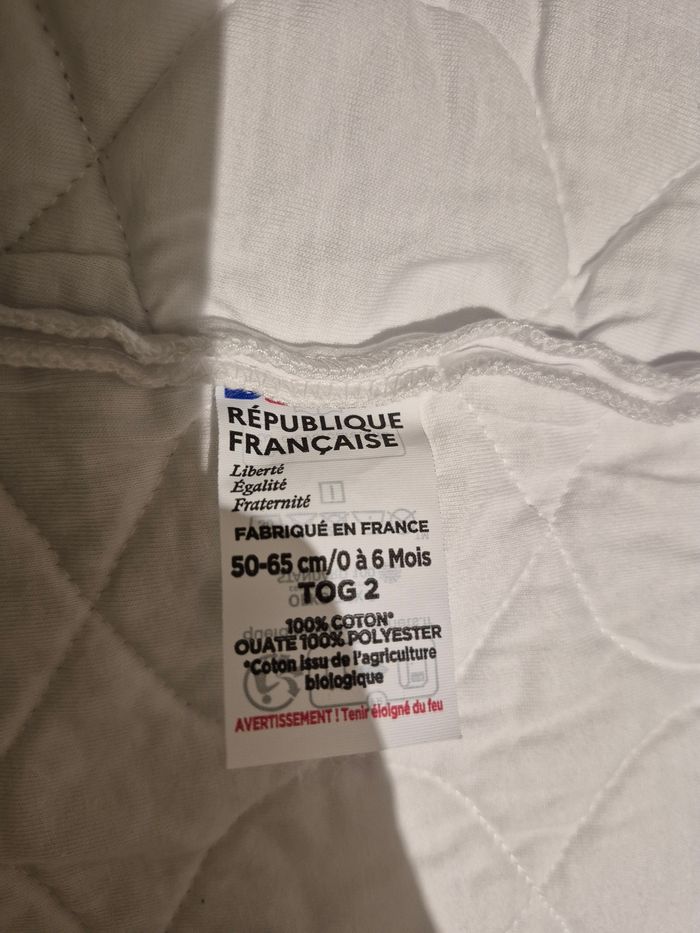 RÉPUBLIQUE
FRANÇAISE
Liberté
Égalité
Fraternité
FABRIQUÉ EN FRANCE
50-65 cm/0 à 6 Mois
TOG 2
100% COTON*
OUATE 100% POLYESTER
*Coton issu de l'agriculture
biologique
AVERTISSEMENT ! Tenir éloigné du feu